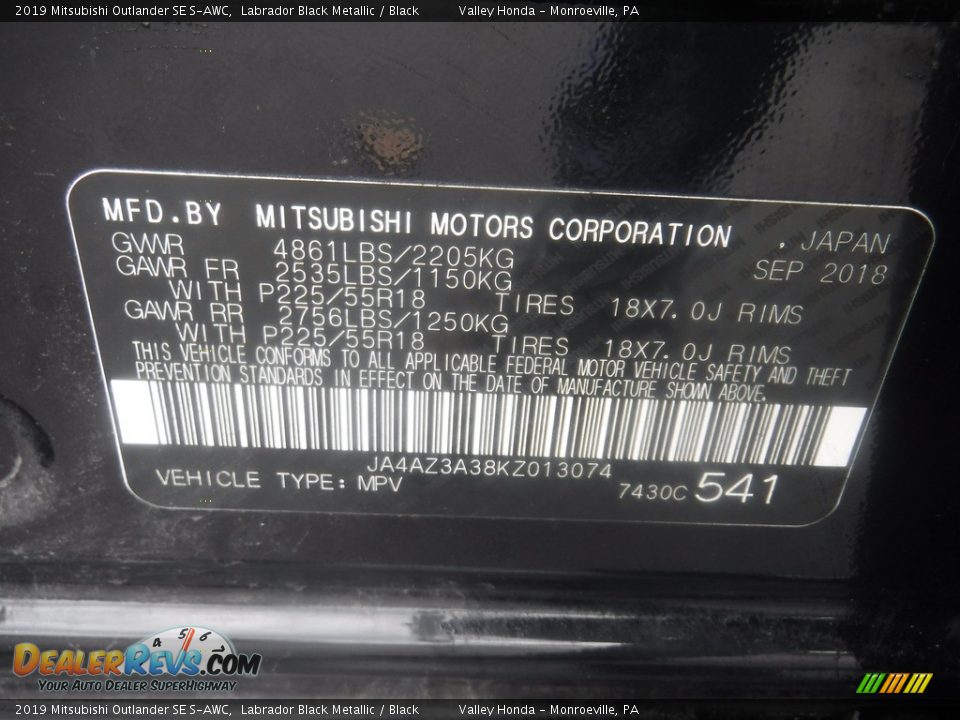 2019 Mitsubishi Outlander SE S-AWC, Labrador Black Metallic / Black Valley Honda - Monroeville, PA
MFD.BY MITSUBISHI MOTORS CORPORATION
. JAPAN
GVWR 4861LBS/2205KG
SEP 2018
GAWR FR 2535LBS/1150KG
WITH P225/55R18 TIRES 18X7.0J RIMS
GAWR RR 2756LBS/1250KG
WITH P225/55R18 TIRES 18X7.0J RIMS
THIS VEHICLE CONFORMS TO ALL APPLICABLE FEDERAL MOTOR VEHICLE SAFETY AND THEFT
PREVENTION STANDARDS IN EFFECT ON THE DATE OF MANUFACTURE SHOWN ABOVE.
JA4AZ3A38KZ013074
VEHICLE TYPE: MPV
7430C 541
4 5 6 7
DEALERREVS.COM
YOUR AUTO DEALER SUPERHIGHWAY
2019 Mitsubishi Outlander SE S-AWC, Labrador Black Metallic / Black Valley Honda - Monroeville, PA